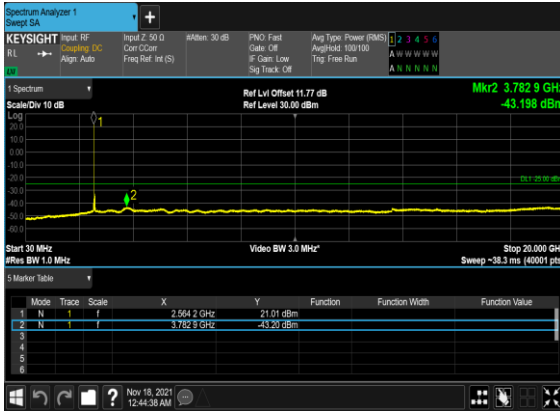 Spectrum Analyzer 1
Swept SA
+
KEYSIGHT Input: RF Input Z: 50 Ω #Atten: 30 dB PNO: Fast Avg Type: Power (RMS) 1 2 3 4 5 6
RL Coupling: DC Corr CCorr Gate: Off Avg|Hold: 100/100 A W W W W W
Align: Auto Freq Ref: Int (S) IF Gain: Low Trig: Free Run
Sig Track: Off A N N N N N
1 Spectrum
Ref Lvl Offset 11.77 dB Mkr2 3.782 9 GHz
Scale/Div 10 dB Ref Level 30.00 dBm -43.198 dBm
Log
1
20.0
10.0
0.00
-10.0
-20.0
DL1 -25.00 dBm
-30.0
2
-40.0
-50.0
-60.0
Start 30 MHz Video BW 3.0 MHz* Stop 20.000 GHz
#Res BW 1.0 MHz Sweep ~38.3 ms (40001 pts)
5 Marker Table
Mode Trace Scale X Y Function Function Width Function Value
1 N 1 f 2.564 2 GHz 21.01 dBm
2 N 1 f 3.782 9 GHz -43.20 dBm
3
4
5
6
? Nov 18, 2021
12:44:38 AM